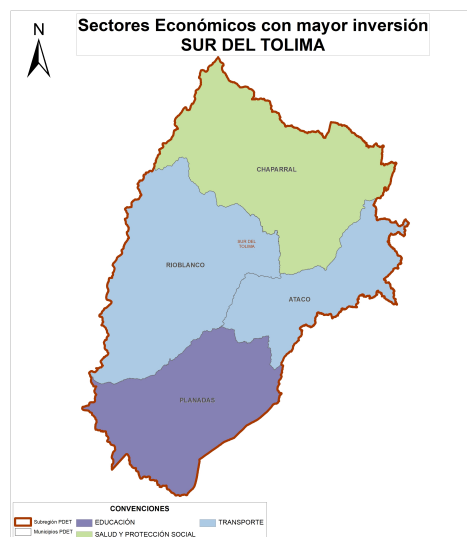 Sectores Económicos con mayor inversión
SUR DEL TOLIMA
N
CHAPARRAL
SUR DEL
TOLIMA
RIOBLANCO
ATACO
PLANADAS
CONVENCIONES
Subregión PDET
EDUCACIÓN
TRANSPORTE
Municipios PDET
SALUD Y PROTECCIÓN SOCIAL